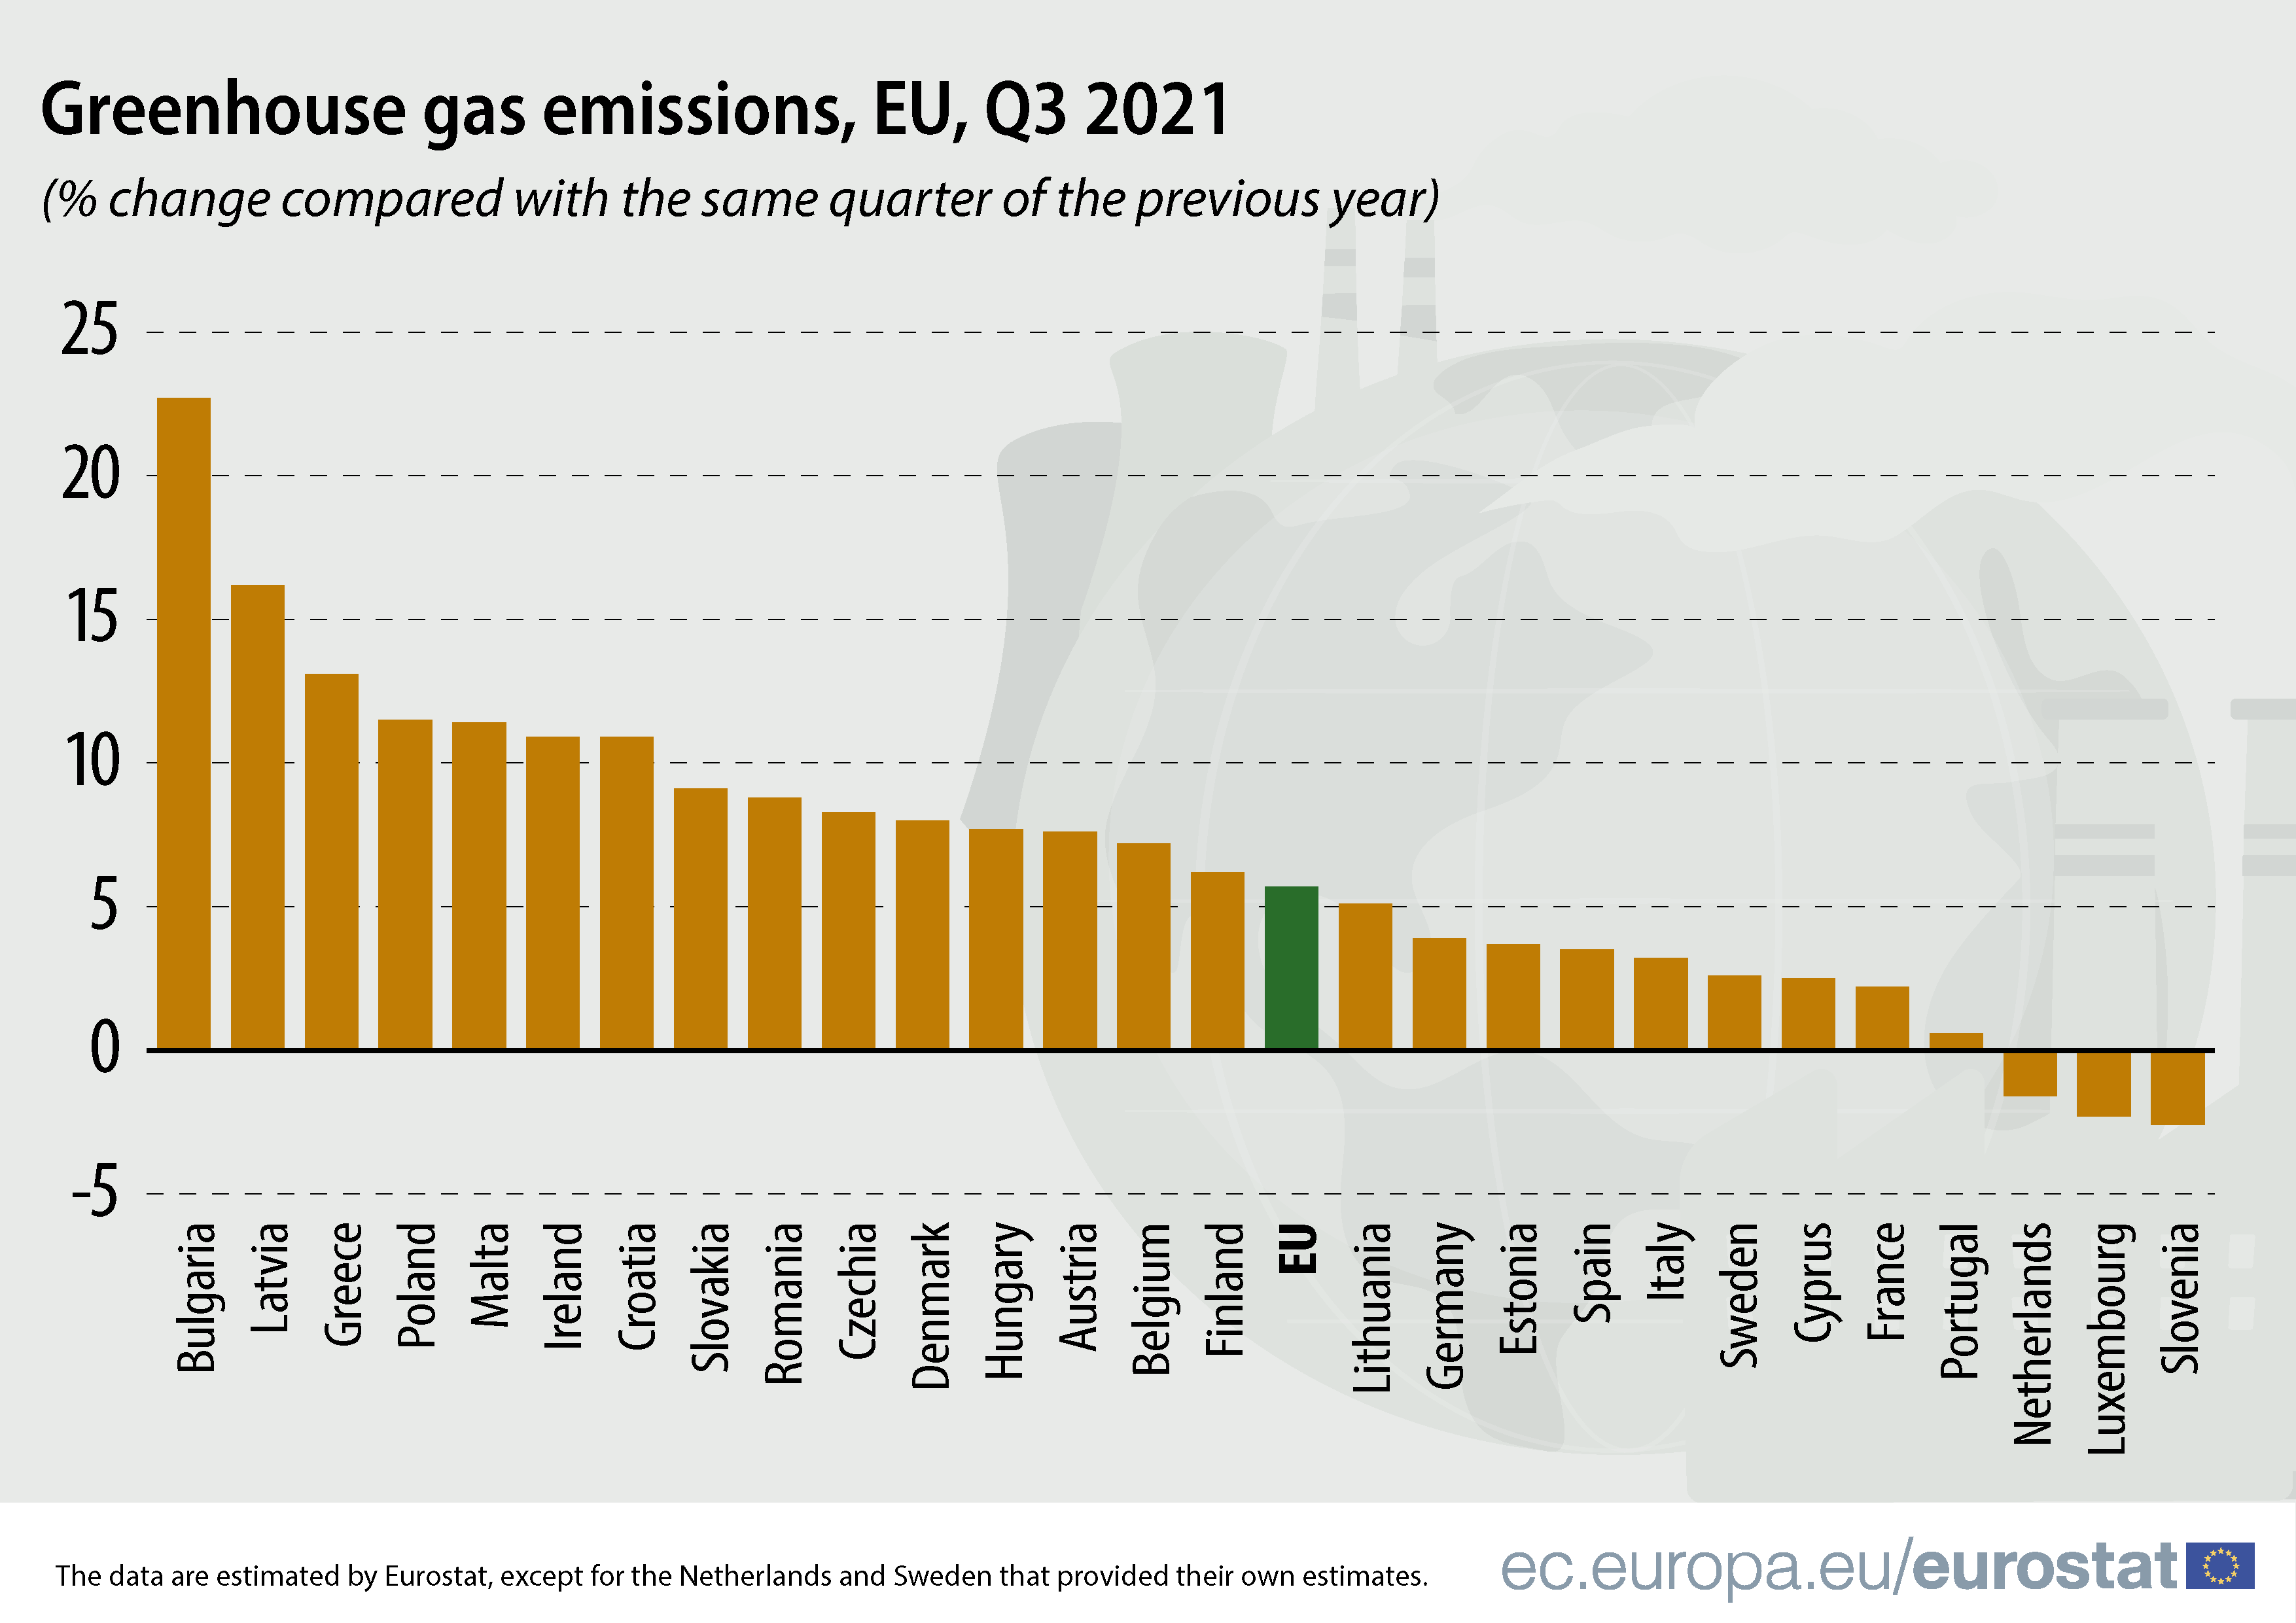 Greenhouse gas emissions, EU, Q3 2021
(% change compared with the same quarter of the previous year)
25
20
15
10
5
0
-5
Bulgaria
Latvia
Greece
Poland
Malta
Ireland
Croatia
Slovakia
Romania
Czechia
Denmark
Hungary
Austria
Belgium
Finland
EU
Lithuania
Germany
Estonia
Spain
Italy
Sweden
Cyprus
France
Portugal
Netherlands
Luxembourg
Slovenia
The data are estimated by Eurostat, except for the Netherlands and Sweden that provided their own estimates.
ec.europa.eu/eurostat